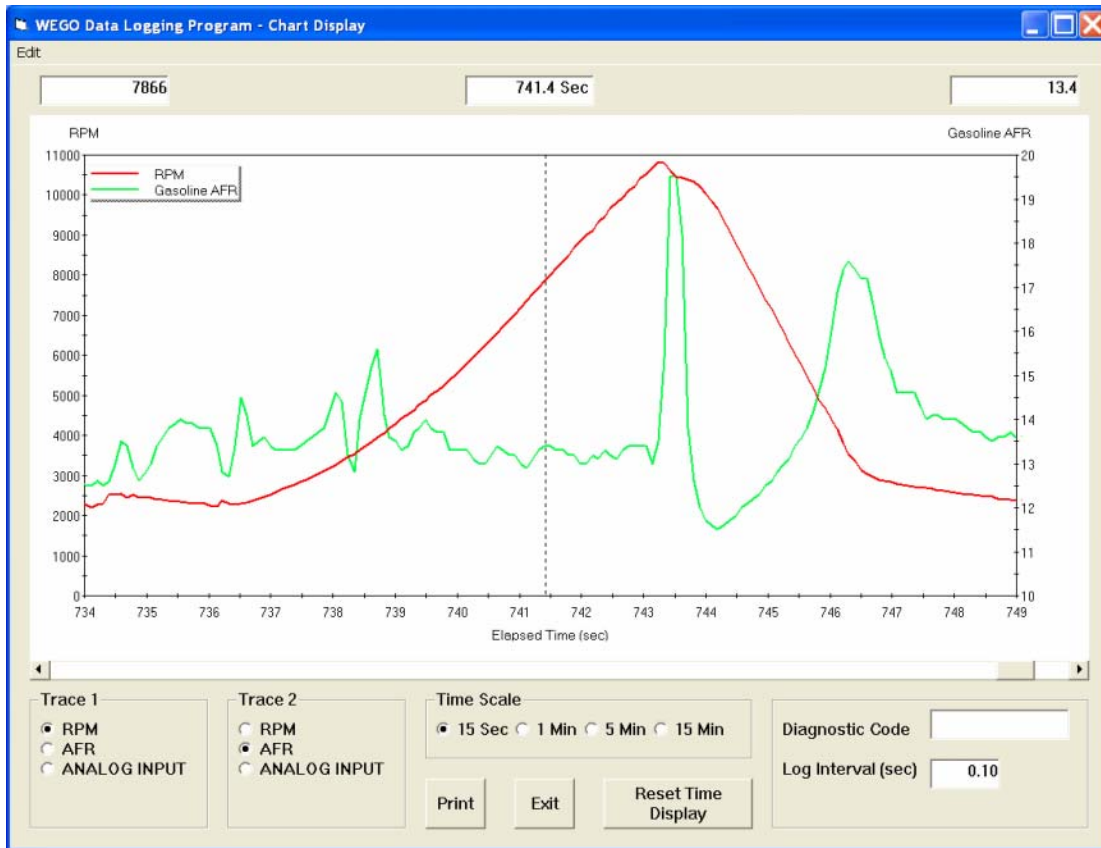 WEGO Data Logging Program - Chart Display
Edit
7866
741.4 Sec
13.4
RPM
Gasoline AFR
RPM
Gasoline AFR
11000
10000
9000
8000
7000
6000
5000
4000
3000
2000
1000
0
20
19
18
17
16
15
14
13
12
11
10
734 735 736 737 738 739 740 741 742 743 744 745 746 747 748 749
Elapsed Time (sec)
Trace 1
RPM
AFR
ANALOG INPUT
Trace 2
RPM
AFR
ANALOG INPUT
Time Scale
15 Sec 1 Min 5 Min 15 Min
Print
Exit
Reset Time
Display
Diagnostic Code
Log Interval (sec) 0.10